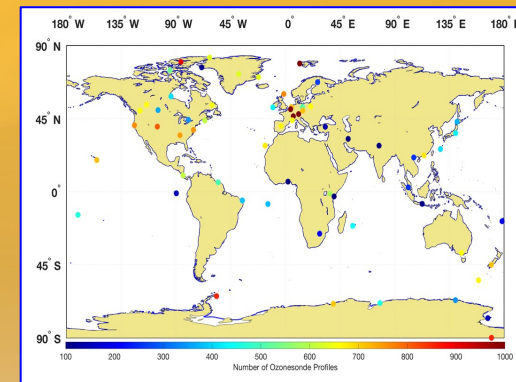 180° W 135° W 90° W 45° W 0° 45° E 90° E 135° E 180° E
90° N
45° N
0°
45° S
90° S
100 200 300 400 500 600 700 800 900 1000
Number of Ozonesonde Profiles